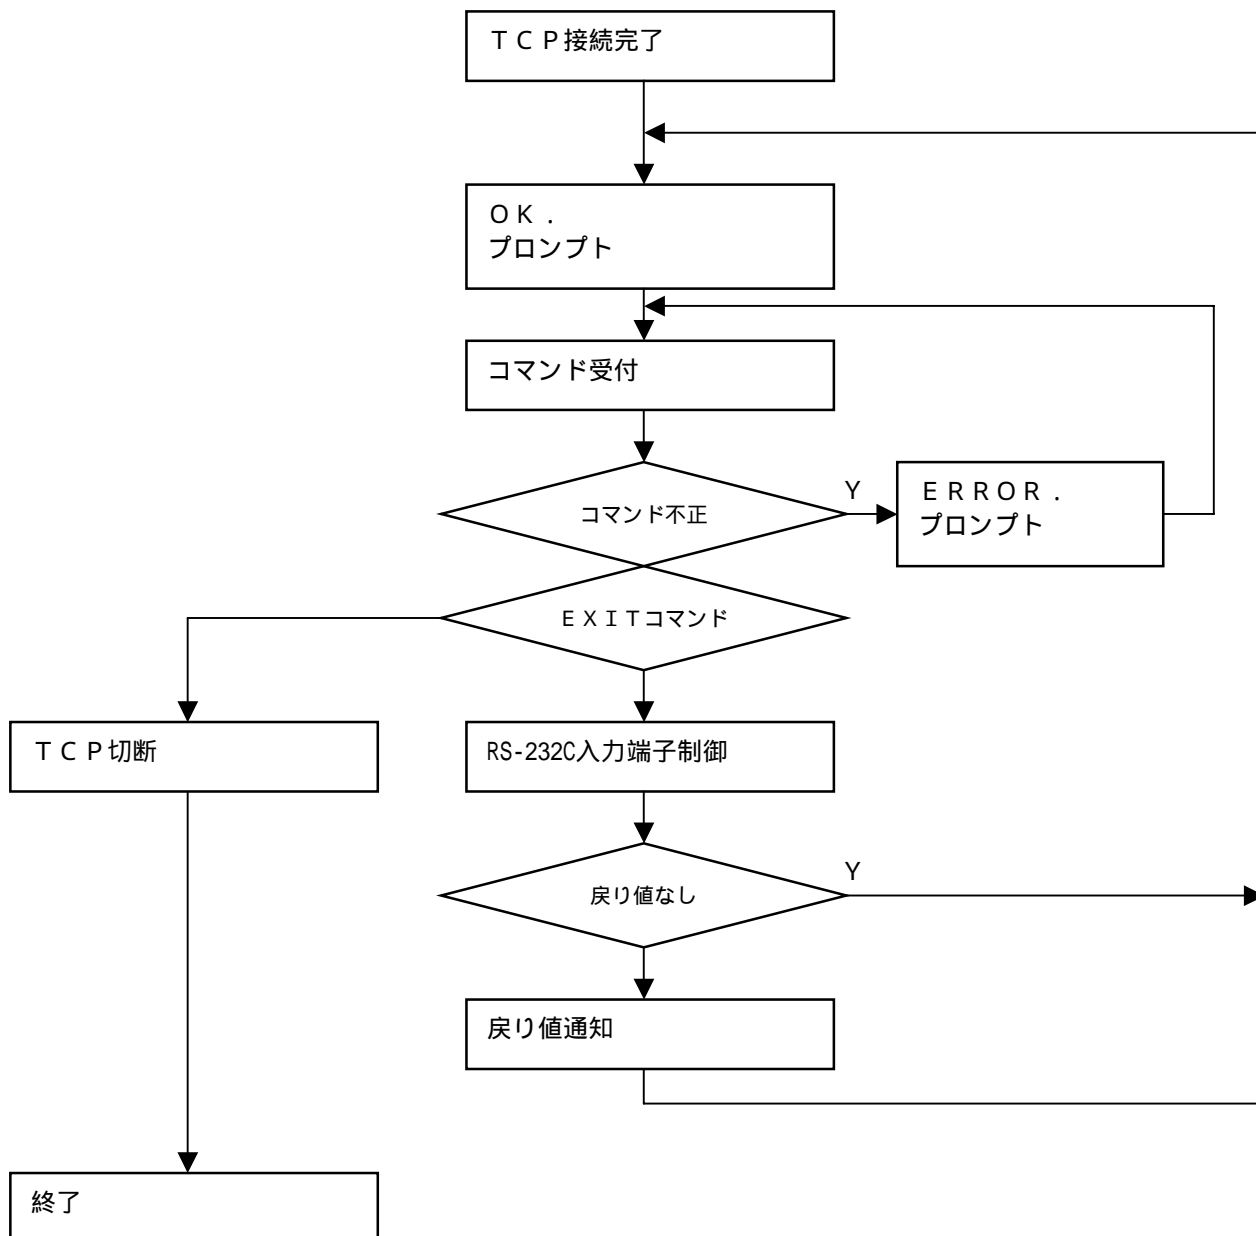 ＴＣＰ接続完了
ＯＫ．
プロンプト
コマンド受付
コマンド不正
Y
ＥＲＲＯＲ．
プロンプト
ＥＸＩＴコマンド
ＴＣＰ切断
RS-232C入力端子制御
戻り値なし
Y
戻り値通知
終了